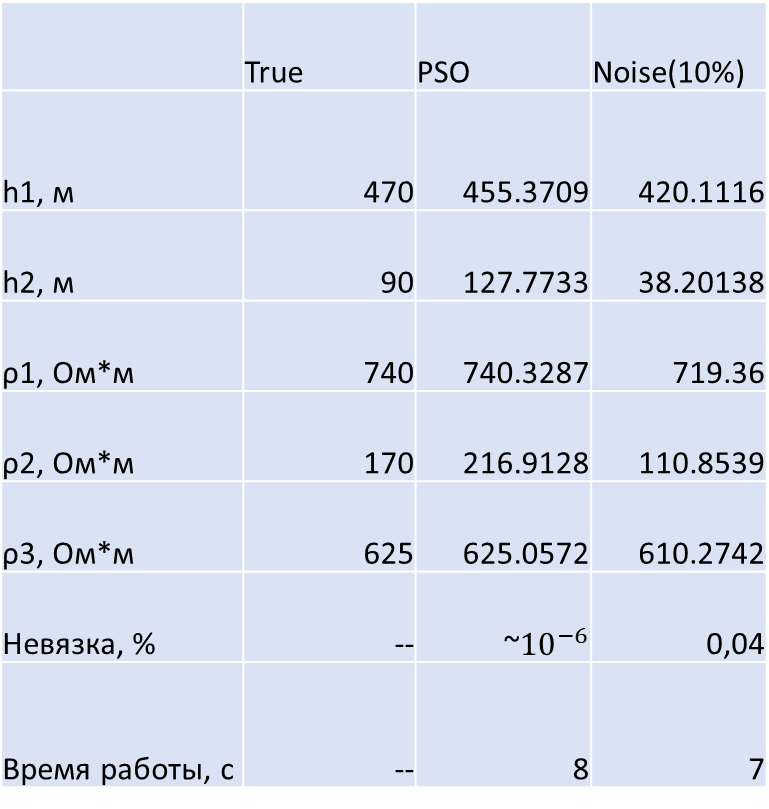 True PSO Noise(10%)
h1, м 470 455.3709 420.1116
h2, м 90 127.7733 38.20138
ρ1, Ом*м 740 740.3287 719.36
ρ2, Ом*м 170 216.9128 110.8539
ρ3, Ом*м 625 625.0572 610.2742
Невязка, % -- ~10⁻⁶ 0,04
Время работы, с -- 8 7